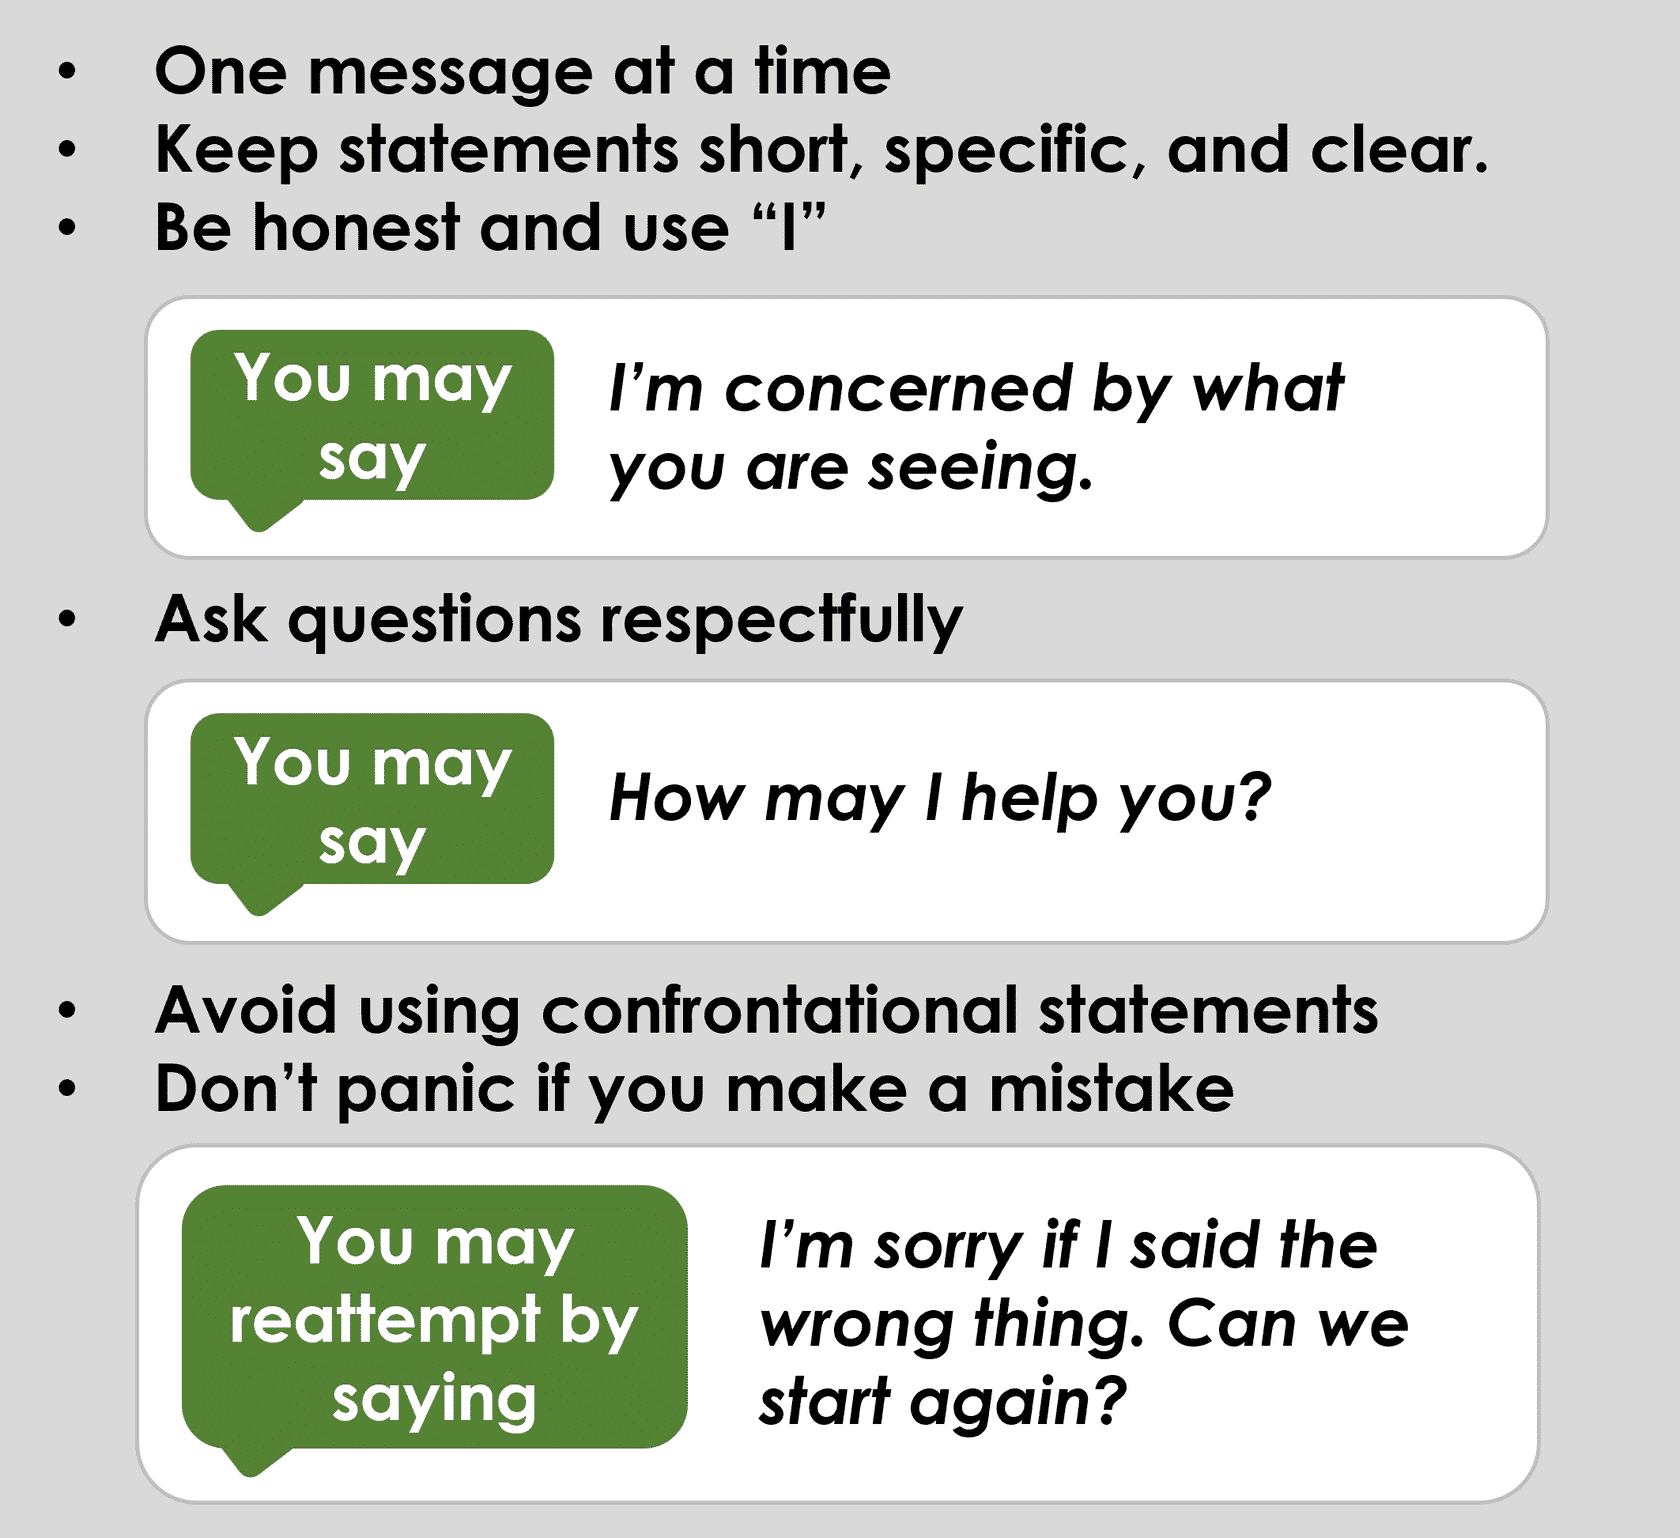 • One message at a time
• Keep statements short, specific, and clear.
• Be honest and use “I”
You may
say
I’m concerned by what
you are seeing.
• Ask questions respectfully
You may
say
How may I help you?
• Avoid using confrontational statements
• Don’t panic if you make a mistake
You may
reattempt by
saying
I’m sorry if I said the
wrong thing. Can we
start again?